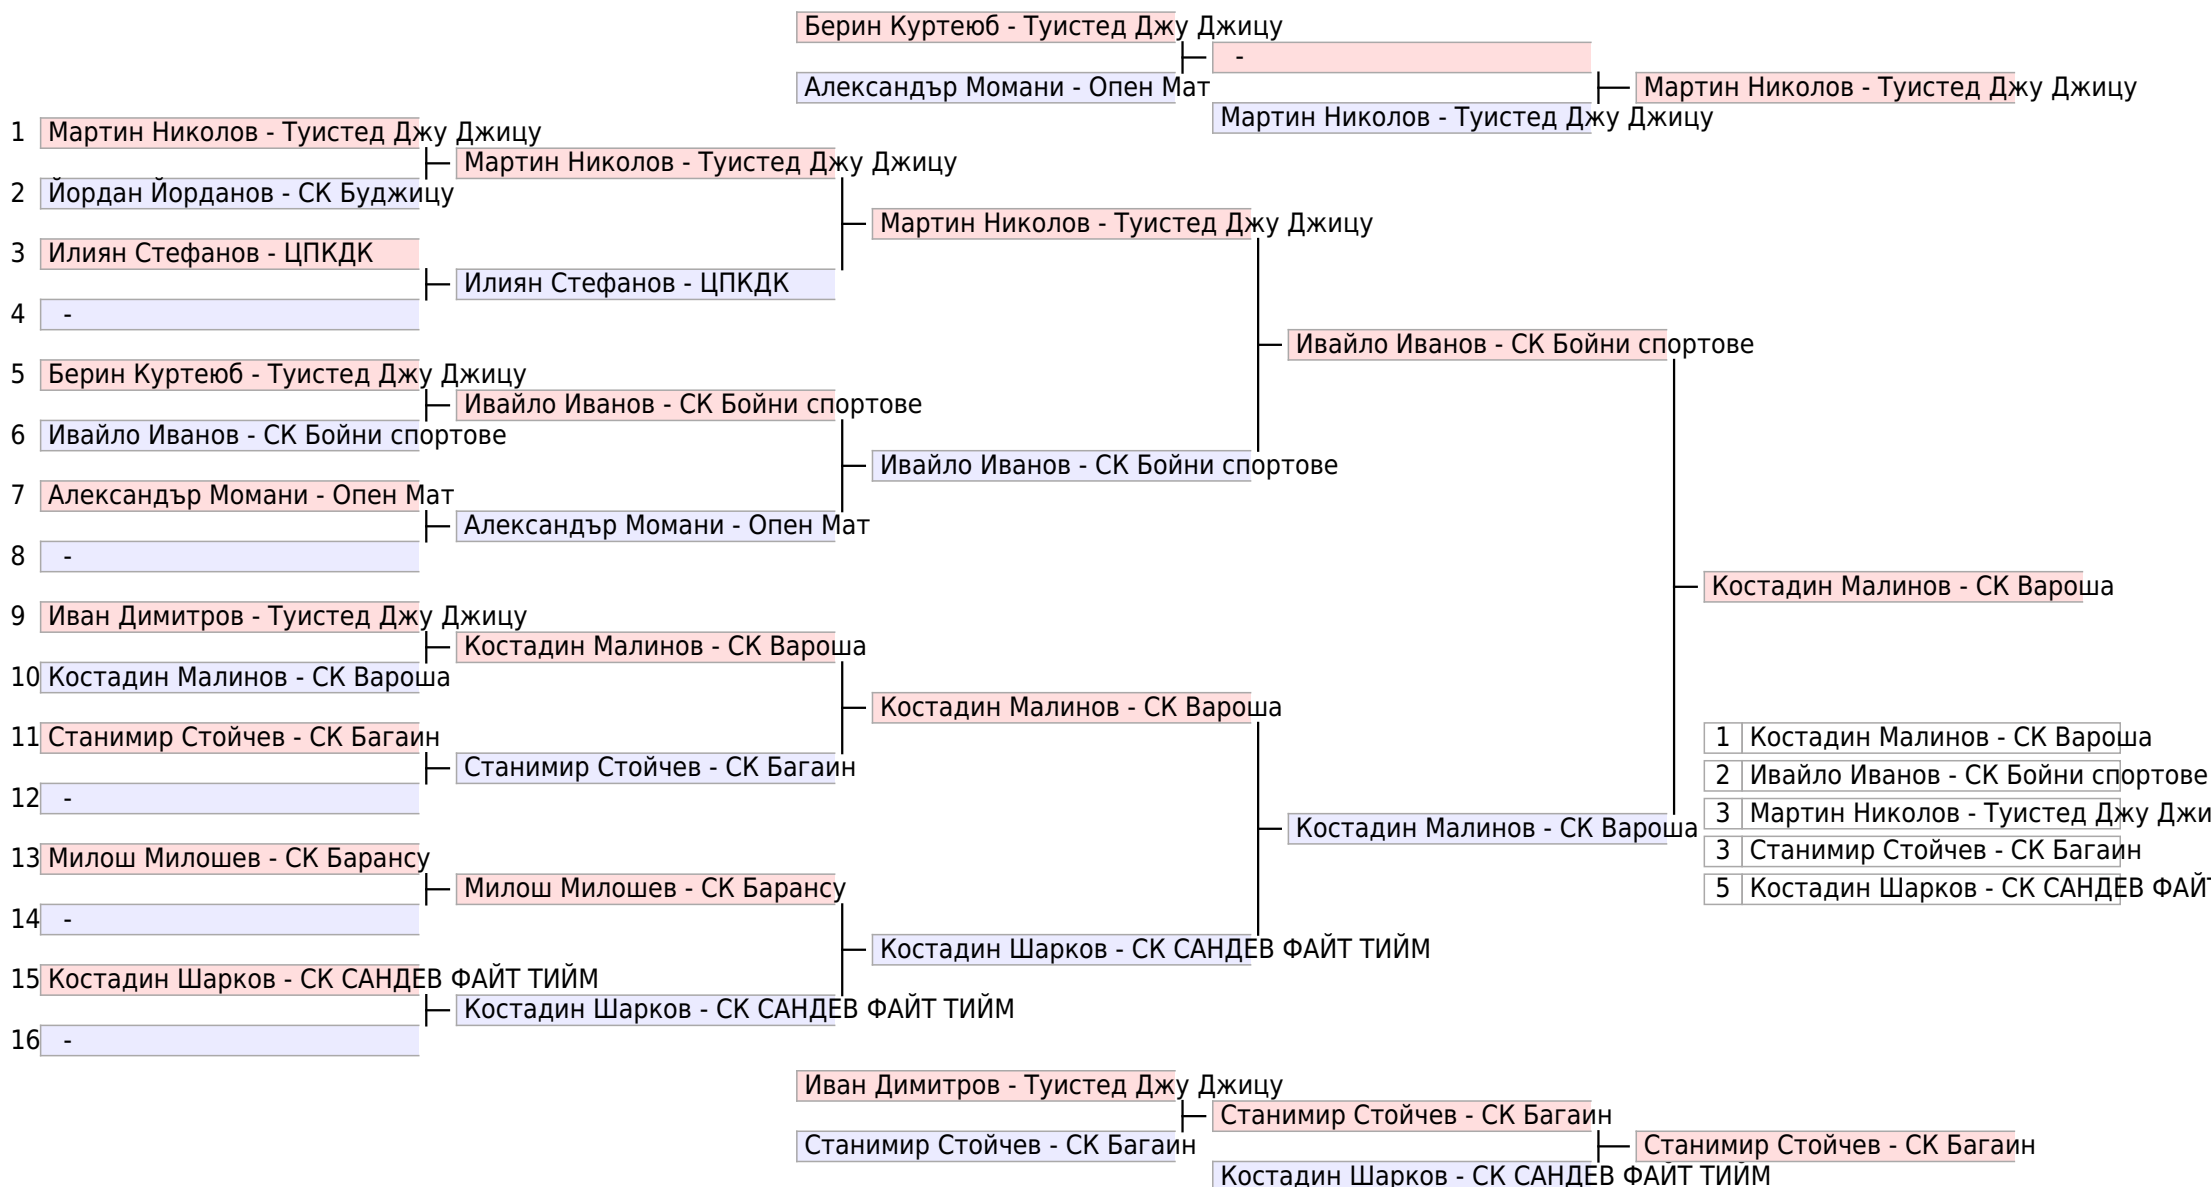 Берин Куртеюб - Туистед Джу Джицу
-
Александър Момани - Опен Мат
Мартин Николов - Туистед Джу Джицу
Мартин Николов - Туистед Джу Джицу
1 Мартин Николов - Туистед Джу Джицу
Мартин Николов - Туистед Джу Джицу
2 Йордан Йорданов - СК Буджицу
Мартин Николов - Туистед Джу Джицу
3 Илиян Стефанов - ЦПКДК
Илиян Стефанов - ЦПКДК
4 -
Ивайло Иванов - СК Бойни спортове
5 Берин Куртеюб - Туистед Джу Джицу
Ивайло Иванов - СК Бойни спортове
6 Ивайло Иванов - СК Бойни спортове
Ивайло Иванов - СК Бойни спортове
7 Александър Момани - Опен Мат
Александър Момани - Опен Мат
8 -
Костадин Малинов - СК Вароша
9 Иван Димитров - Туистед Джу Джицу
Костадин Малинов - СК Вароша
10 Костадин Малинов - СК Вароша
Костадин Малинов - СК Вароша
11 Станимир Стойчев - СК Багаин
Станимир Стойчев - СК Багаин
12 -
Костадин Малинов - СК Вароша
13 Милош Милошев - СК Барансу
Милош Милошев - СК Барансу
14 -
Костадин Шарков - СК САНДЕВ ФАЙТ ТИЙМ
15 Костадин Шарков - СК САНДЕВ ФАЙТ ТИЙМ
Костадин Шарков - СК САНДЕВ ФАЙТ ТИЙМ
16 -
1 Костадин Малинов - СК Вароша
2 Ивайло Иванов - СК Бойни спортове
3 Мартин Николов - Туистед Джу Джи
3 Станимир Стойчев - СК Багаин
5 Костадин Шарков - СК САНДЕВ ФАЙТ
Иван Димитров - Туистед Джу Джицу
Станимир Стойчев - СК Багаин
Станимир Стойчев - СК Багаин
Станимир Стойчев - СК Багаин
Костадин Шарков - СК САНДЕВ ФАЙТ ТИЙМ